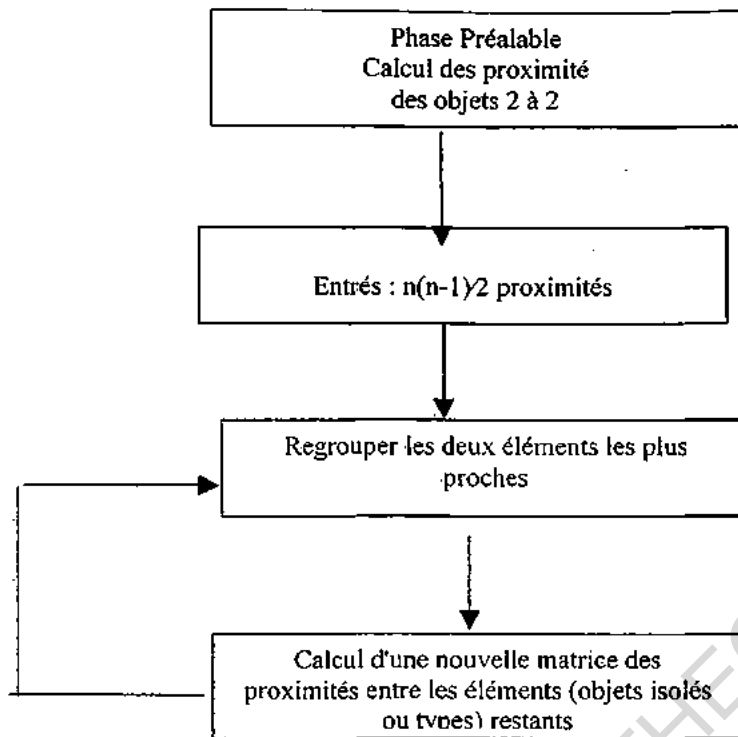 Phase Préalable
Calcul des proximité
des objets 2 à 2
Entrés : n(n-1)/2 proximités
Regrouper les deux éléments les plus
proches
Calcul d'une nouvelle matrice des
proximités entre les éléments (objets isolés
ou types) restants